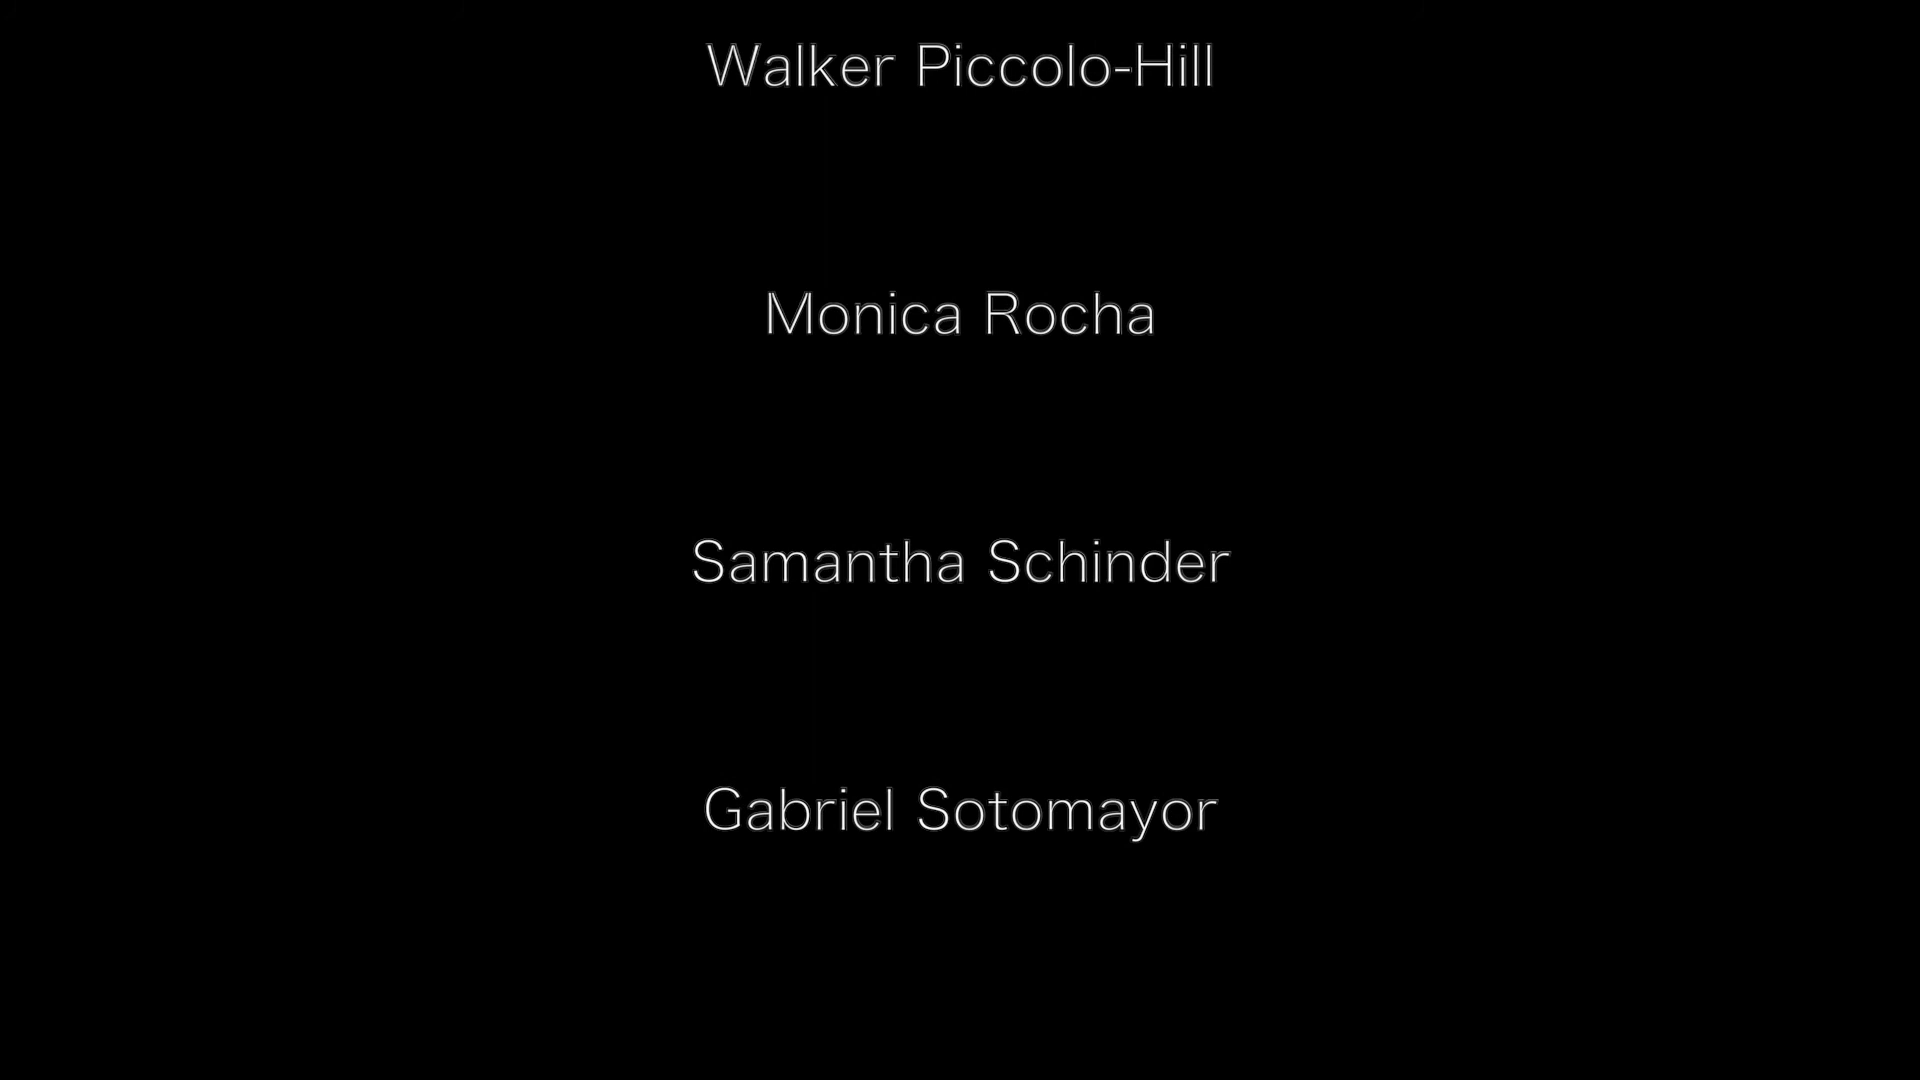 Walker Piccolo-Hill
Monica Rocha
Samantha Schinder
Gabriel Sotomayor